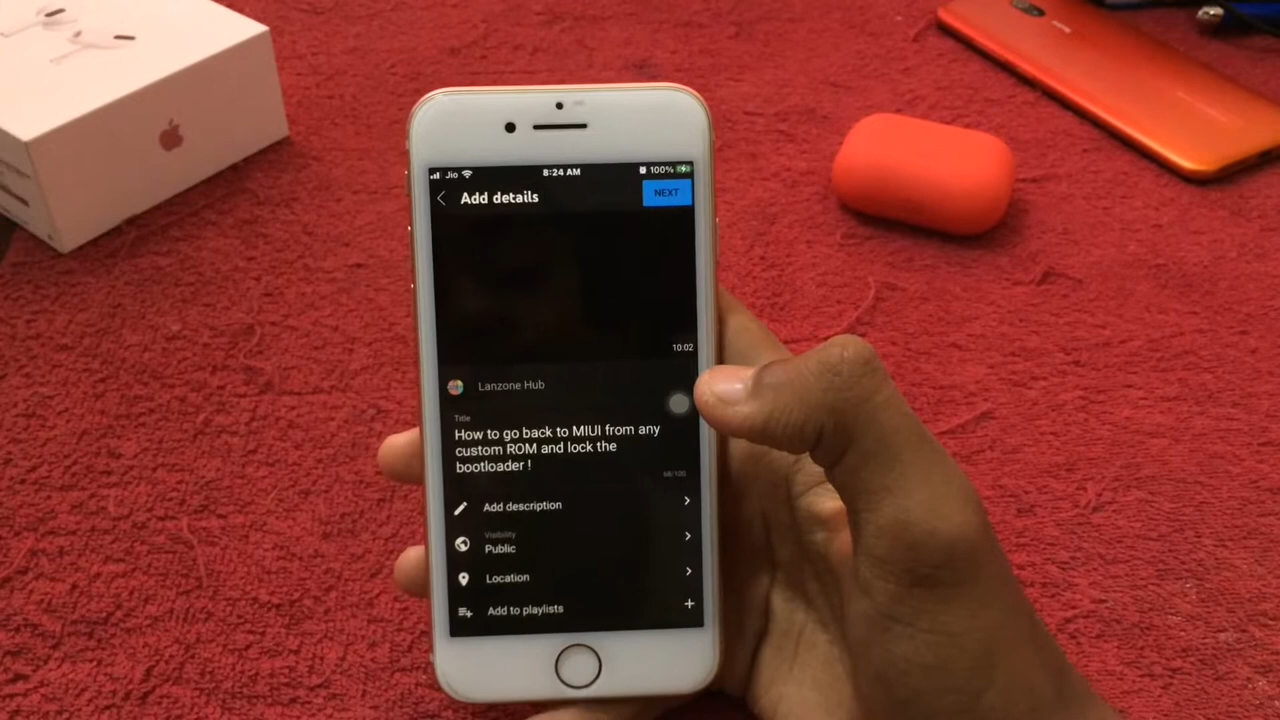 Jio 8:24 AM 100%
Add details NEXT
10:02
Lanzone Hub
Title
How to go back to MIUI from any
custom ROM and lock the
bootloader !
68/100
Add description
Visibility
Public
Location
Add to playlists